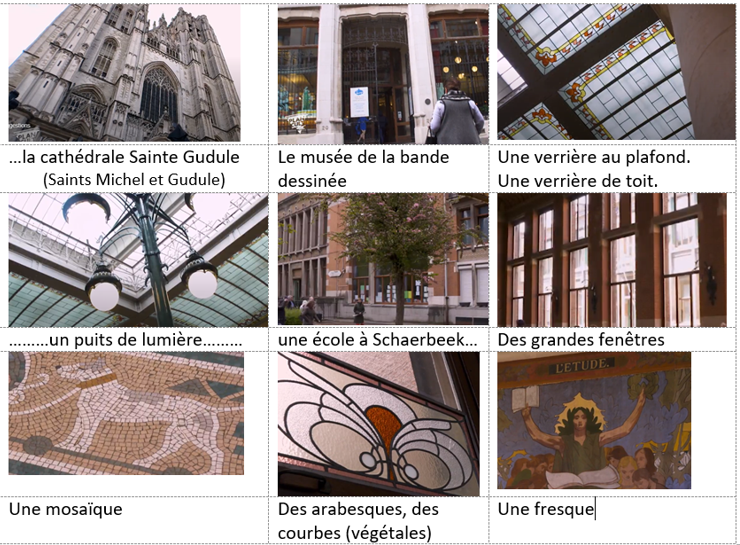 …la cathédrale Sainte Gudule
(Saints Michel et Gudule)
Le musée de la bande
dessinée
Une verrière au plafond.
Une verrière de toit.
………un puits de lumière………
une école à Schaerbeek…
Des grandes fenêtres
L'ETUDE.
Une mosaïque
Des arabesques, des
courbes (végétales)
Une fresque